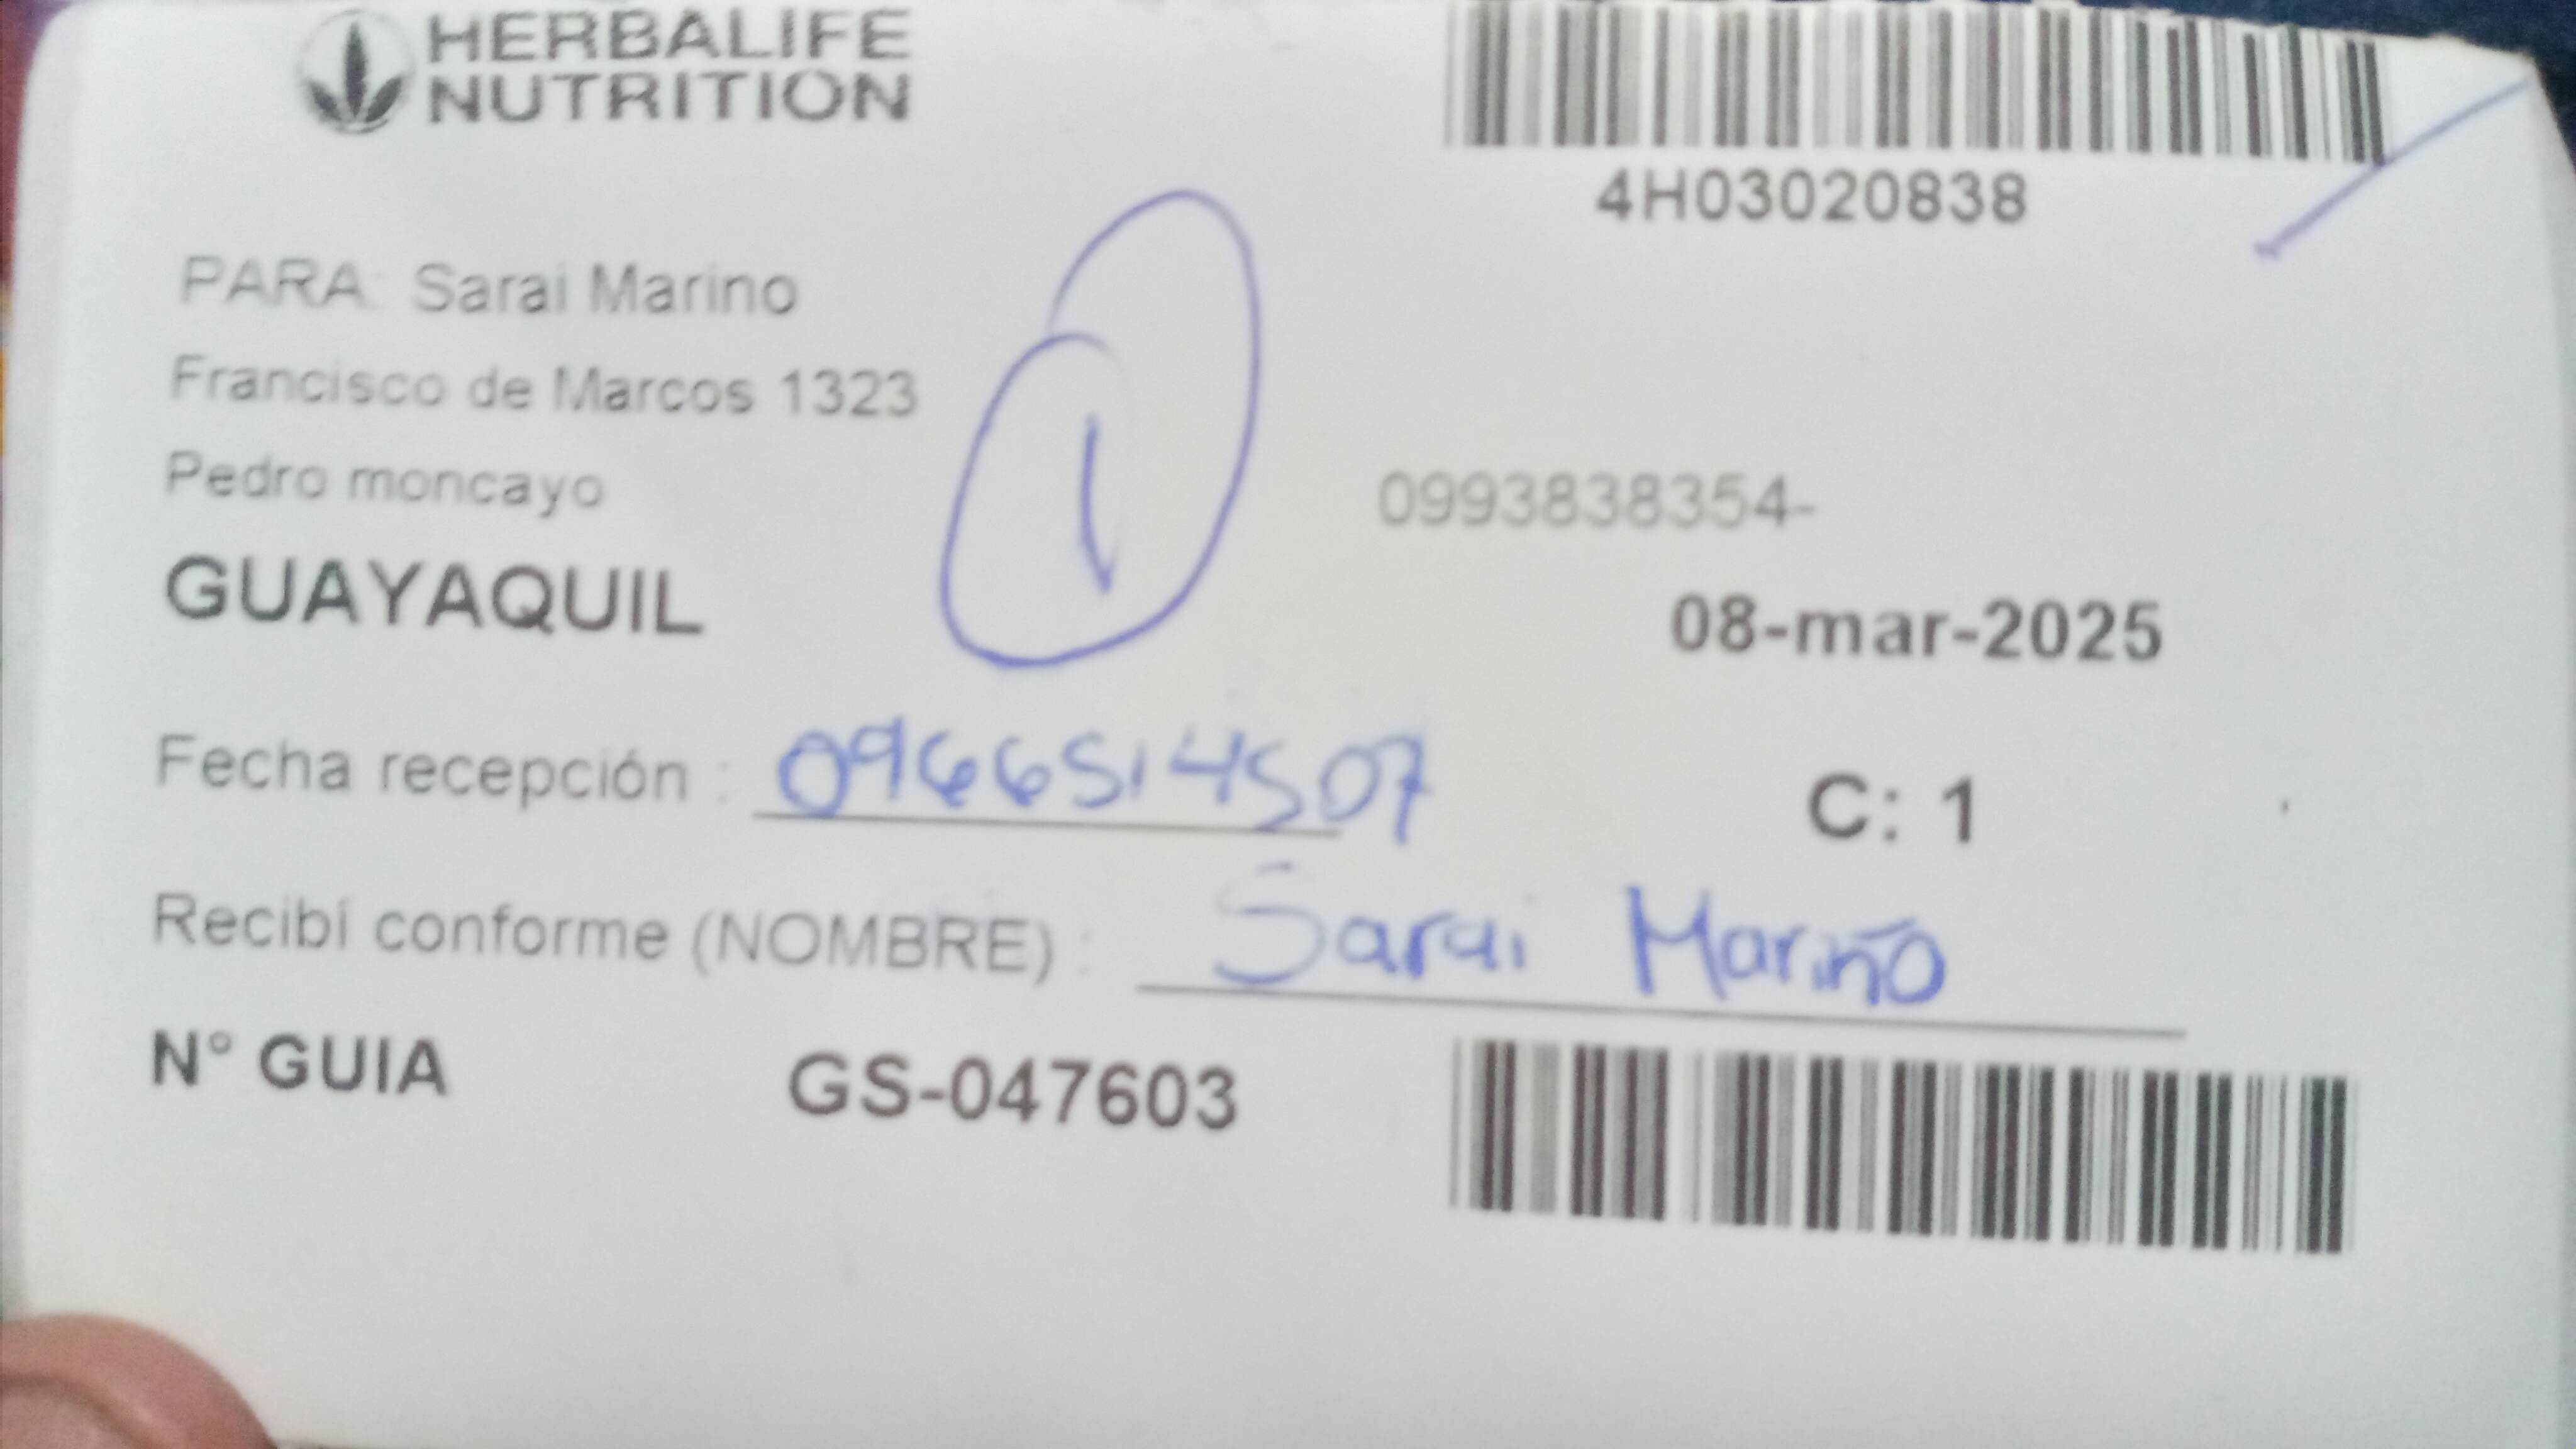 HERBALIFE
NUTRITION
4H03020838
PARA: Sarai Marino
Francisco de Marcos 1323
Pedro moncayo
1
0993838354-
GUAYAQUIL
08-mar-2025
Fecha recepción : 0966514507
C: 1
Recibí conforme (NOMBRE) : Sarai Mariño
N° GUIA GS-047603